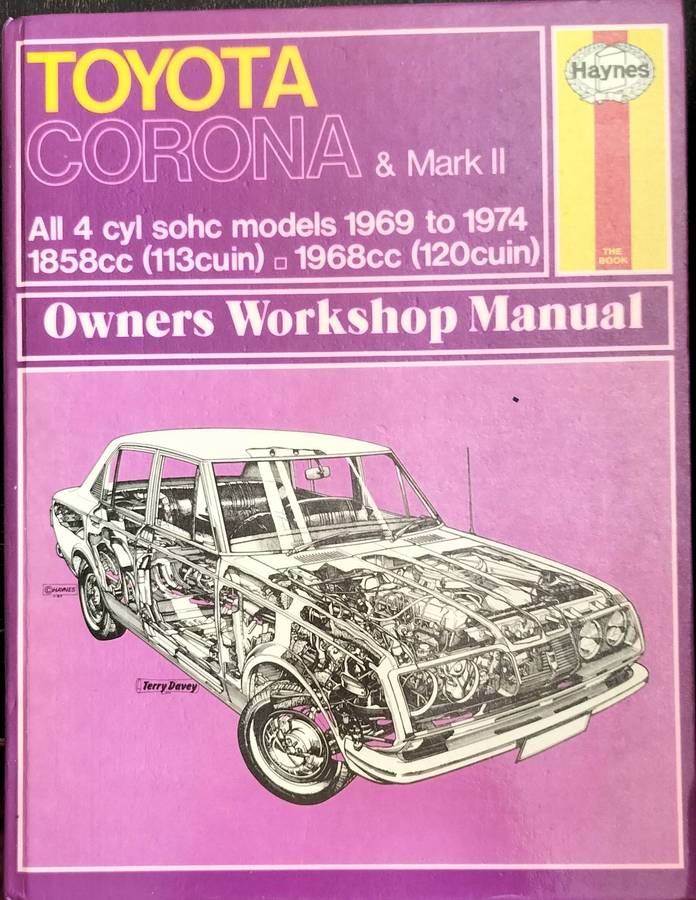 TOYOTA
CORONA & Mark II
All 4 cyl sohc models 1969 to 1974
1858cc (113cuin) □ 1968cc (120cuin)
Haynes
THE
BOOK
Owners Workshop Manual
©HAYNES
Terry Davey